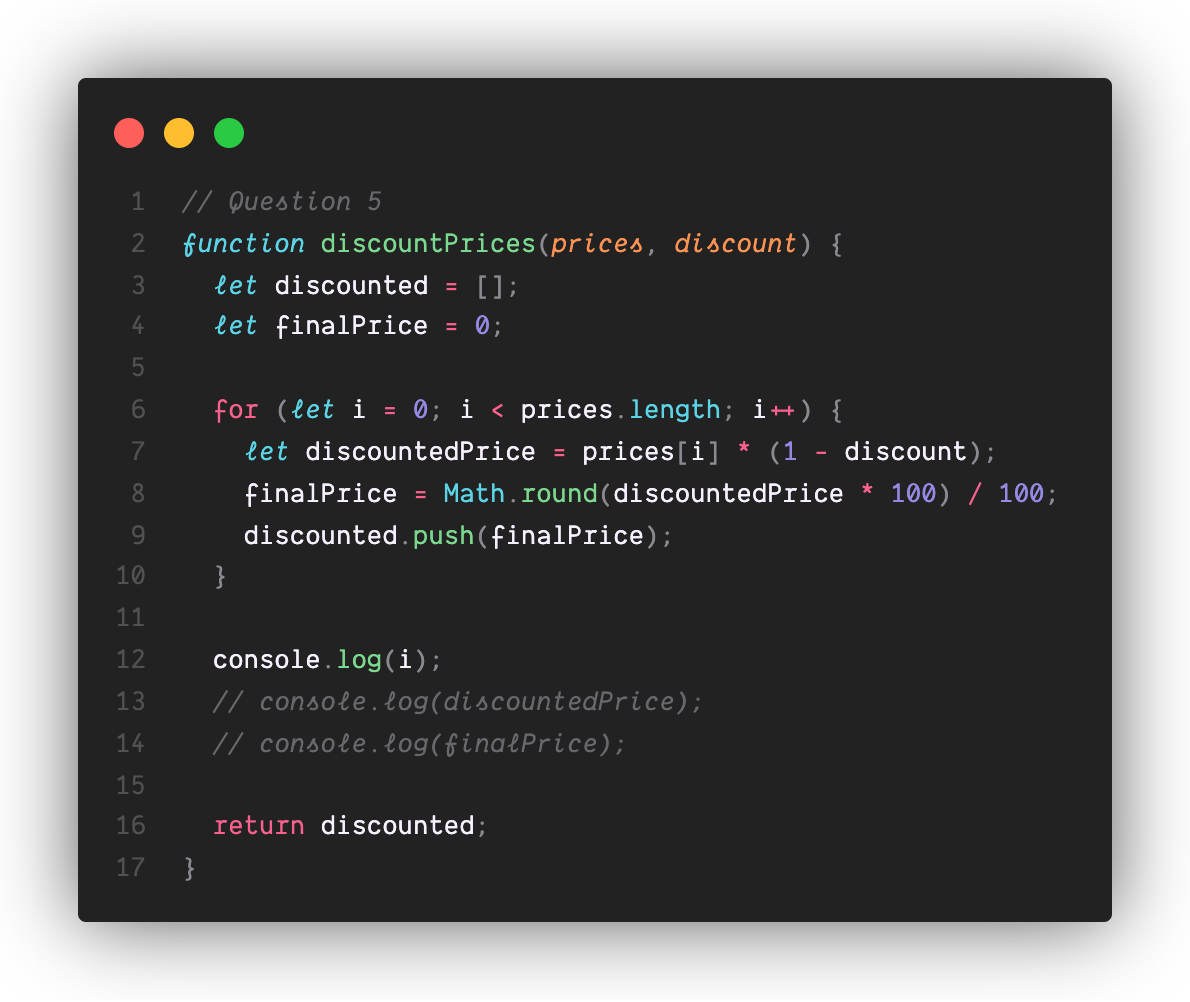 1 // Question 5
2 function discountPrices(prices, discount) {
3   let discounted = [];
4   let finalPrice = 0;
5
6   for (let i = 0; i < prices.length; i++) {
7     let discountedPrice = prices[i] * (1 - discount);
8     finalPrice = Math.round(discountedPrice * 100) / 100;
9     discounted.push(finalPrice);
10   }
11
12   console.log(i);
13   // console.log(discountedPrice);
14   // console.log(finalPrice);
15
16   return discounted;
17 }